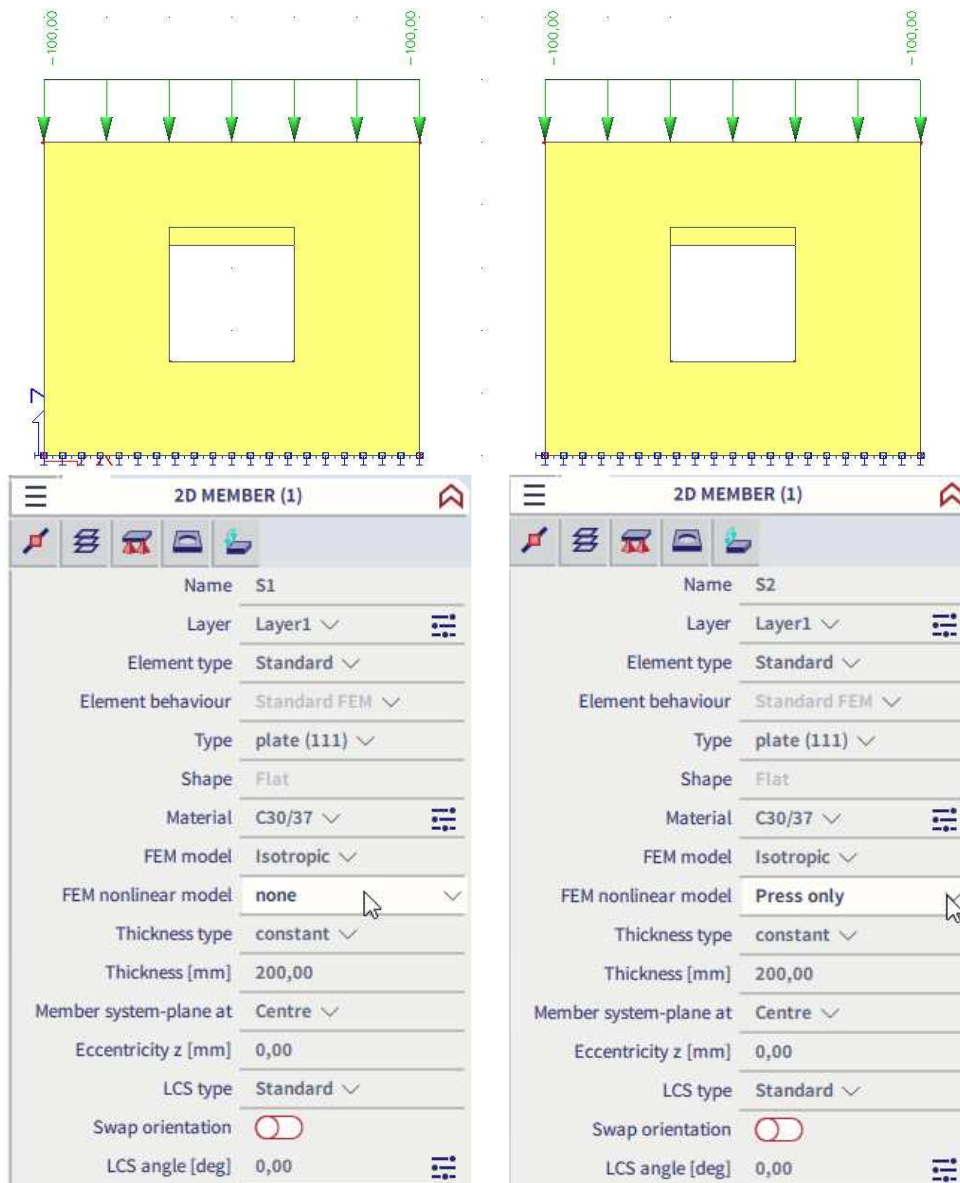 -100,00
-100,00
-100,00
-100,00
Z
2D MEMBER (1)
Name S1
Layer Layer1
Element type Standard
Element behaviour Standard FEM
Type plate (111)
Shape Flat
Material C30/37
FEM model Isotropic
FEM nonlinear model none
Thickness type constant
Thickness [mm] 200,00
Member system-plane at Centre
Eccentricity z [mm] 0,00
LCS type Standard
Swap orientation
LCS angle [deg] 0,00
2D MEMBER (1)
Name S2
Layer Layer1
Element type Standard
Element behaviour Standard FEM
Type plate (111)
Shape Flat
Material C30/37
FEM model Isotropic
FEM nonlinear model Press only
Thickness type constant
Thickness [mm] 200,00
Member system-plane at Centre
Eccentricity z [mm] 0,00
LCS type Standard
Swap orientation
LCS angle [deg] 0,00